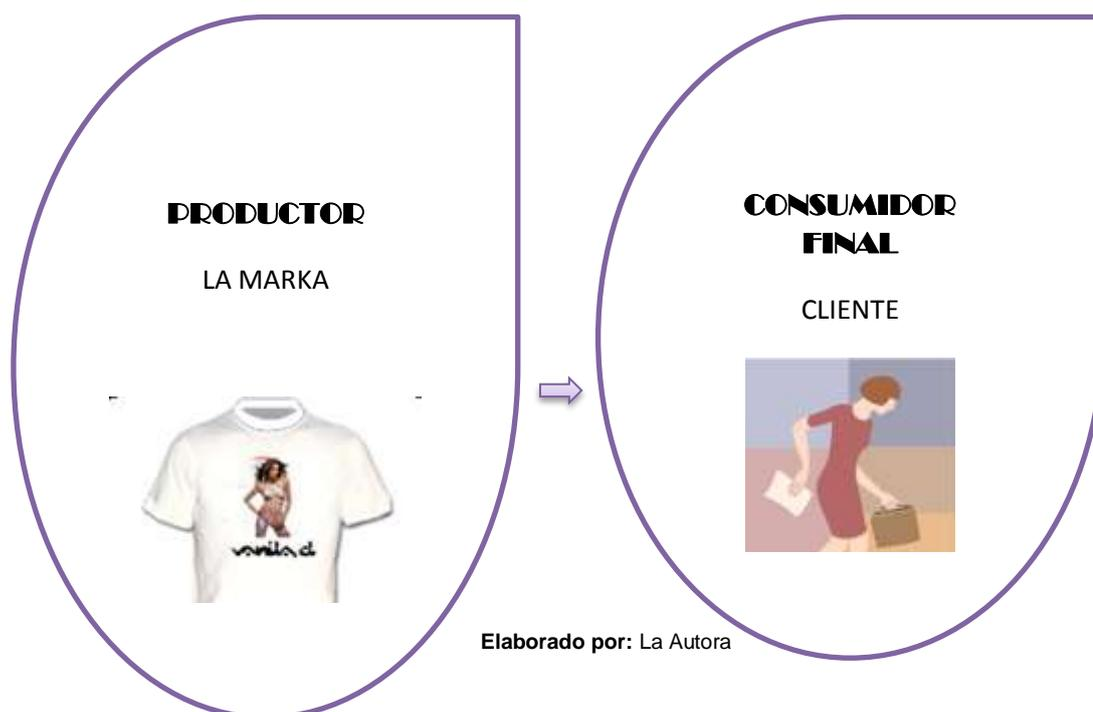 PRODUCTOR
LA MARKA
CONSUMIDOR
FINAL
CLIENTE
Elaborado por: La Autora